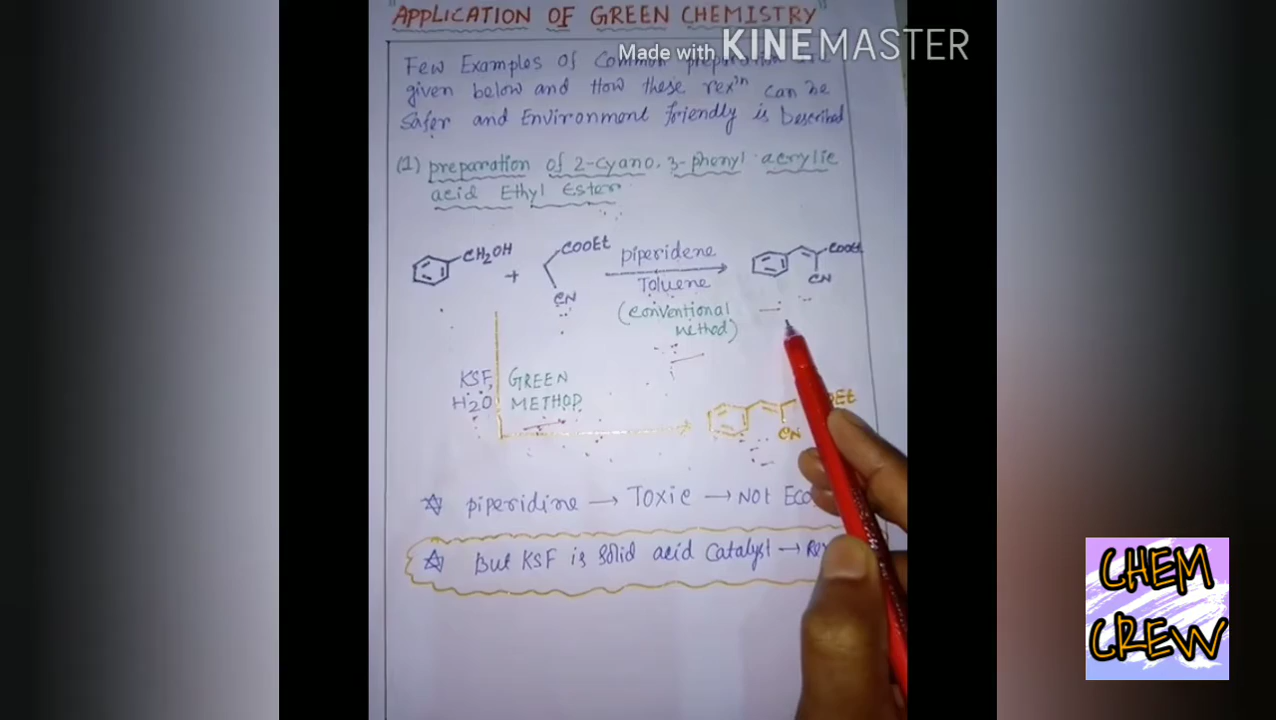 APPLICATION OF GREEN CHEMISTRY
Made with KINEMASTER
Few Examples of Common preparation
given below and How these rexⁿ can be
Safer and Environment friendly is Described
(1) preparation of 2-cyano. 3-phenyl acrylic
acid Ethyl Ester
CH2OH
+
COOEt
CN
piperidene
Toluene
(conventional
method)
COOEt
CN
KSF,
H2O
GREEN
METHOD
OEt
CN
piperidine → Toxic → NOT Eco
But KSF is Solid acid Catalyst →
CHEM
CREW